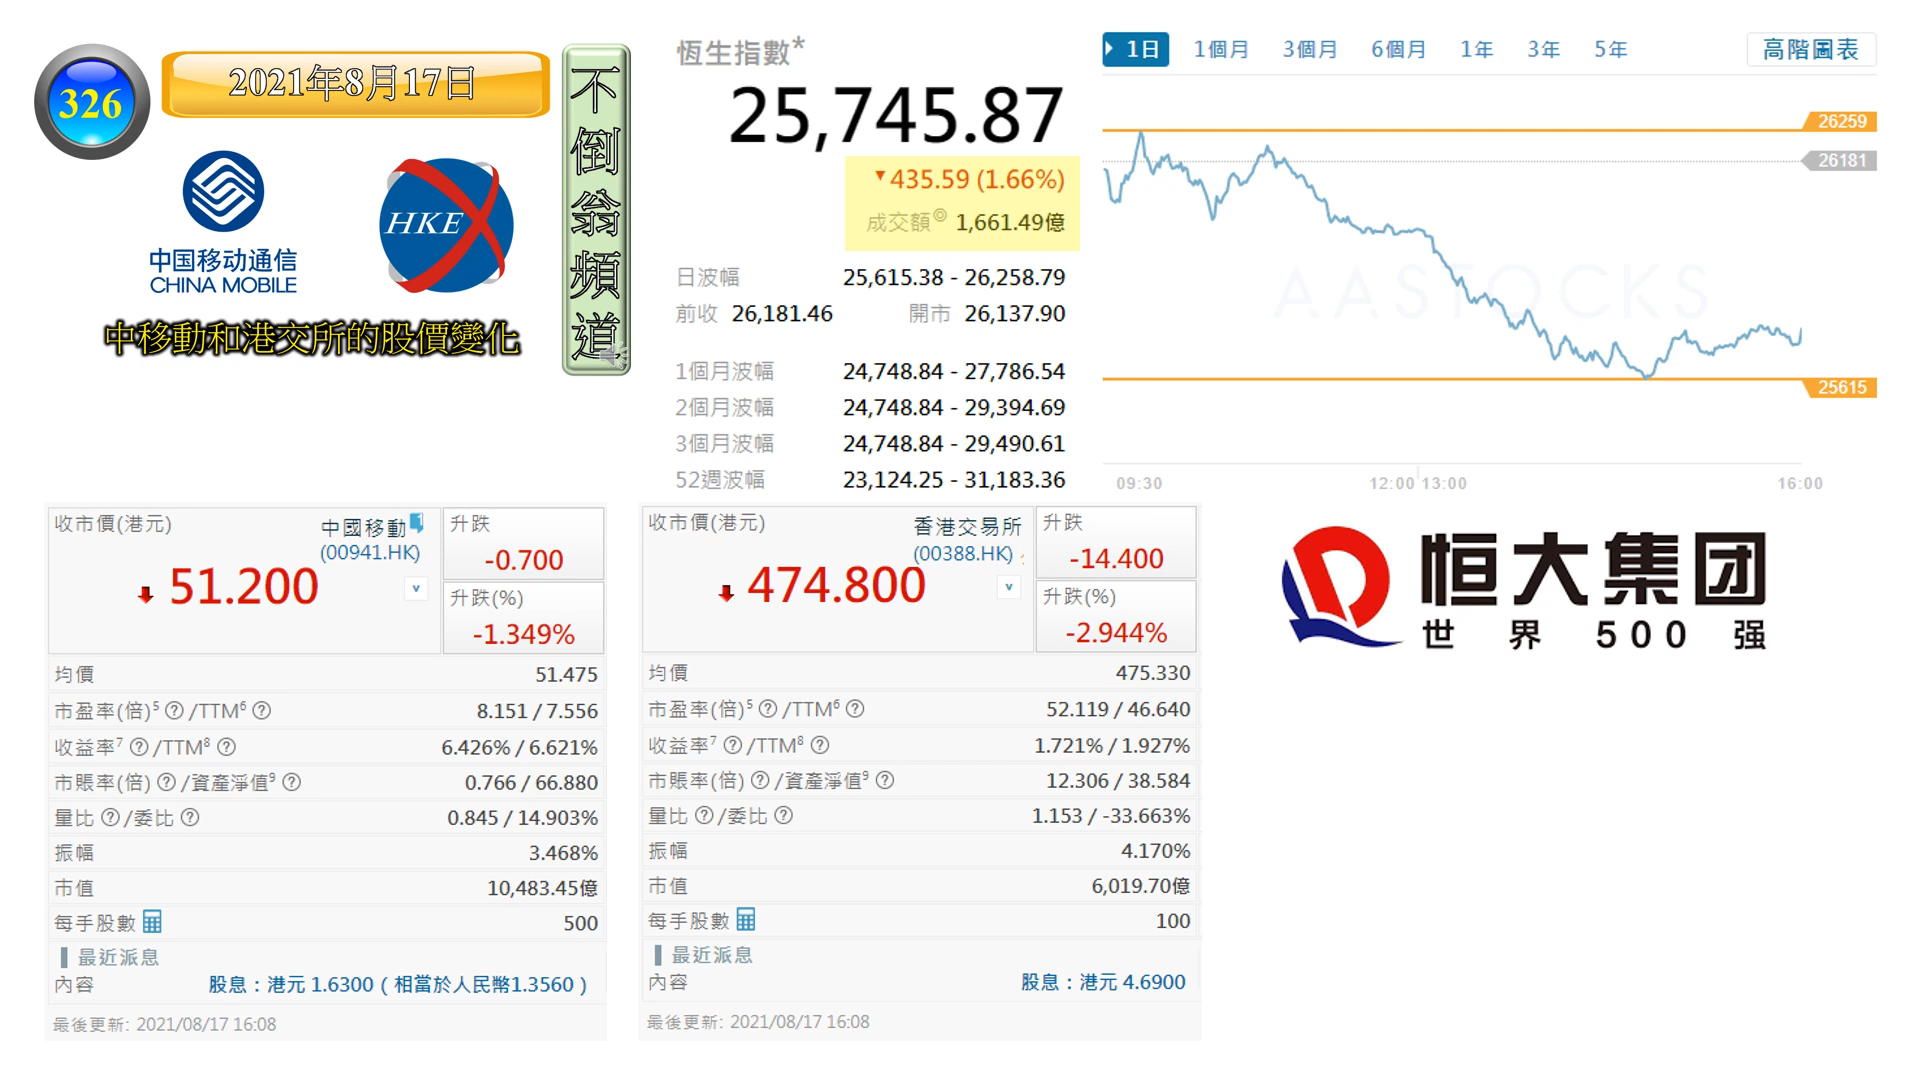 326
2021年8月17日
不倒翁頻道
中国移动通信
CHINA MOBILE
HKEX
中移動和港交所的股價變化
恆生指數*
25,745.87
▼435.59 (1.66%)
成交額◎ 1,661.49億
日波幅 25,615.38 - 26,258.79
前收 26,181.46 開市 26,137.90
1個月波幅 24,748.84 - 27,786.54
2個月波幅 24,748.84 - 29,394.69
3個月波幅 24,748.84 - 29,490.61
52週波幅 23,124.25 - 31,183.36
1日 1個月 3個月 6個月 1年 3年 5年 高階圖表
26259
26181
AASTOCKS
25615
09:30 12:00 13:00 16:00
收市價(港元) 中國移動
(00941.HK)
51.200
升跌
-0.700
升跌(%)
-1.349%
均價 51.475
市盈率(倍)⁵ ? /TTM⁶ ? 8.151 / 7.556
收益率⁷ ? /TTM⁸ ? 6.426% / 6.621%
市賬率(倍) ? /資產淨值⁹ ? 0.766 / 66.880
量比 ? /委比 ? 0.845 / 14.903%
振幅 3.468%
市值 10,483.45億
每手股數 500
最近派息
內容 股息：港元 1.6300 ( 相當於人民幣1.3560 )
最後更新: 2021/08/17 16:08
收市價(港元) 香港交易所
(00388.HK)
474.800
升跌
-14.400
升跌(%)
-2.944%
均價 475.330
市盈率(倍)⁵ ? /TTM⁶ ? 52.119 / 46.640
收益率⁷ ? /TTM⁸ ? 1.721% / 1.927%
市賬率(倍) ? /資產淨值⁹ ? 12.306 / 38.584
量比 ? /委比 ? 1.153 / -33.663%
振幅 4.170%
市值 6,019.70億
每手股數 100
最近派息
內容 股息：港元 4.6900
最後更新: 2021/08/17 16:08
恒大集团
世界500强